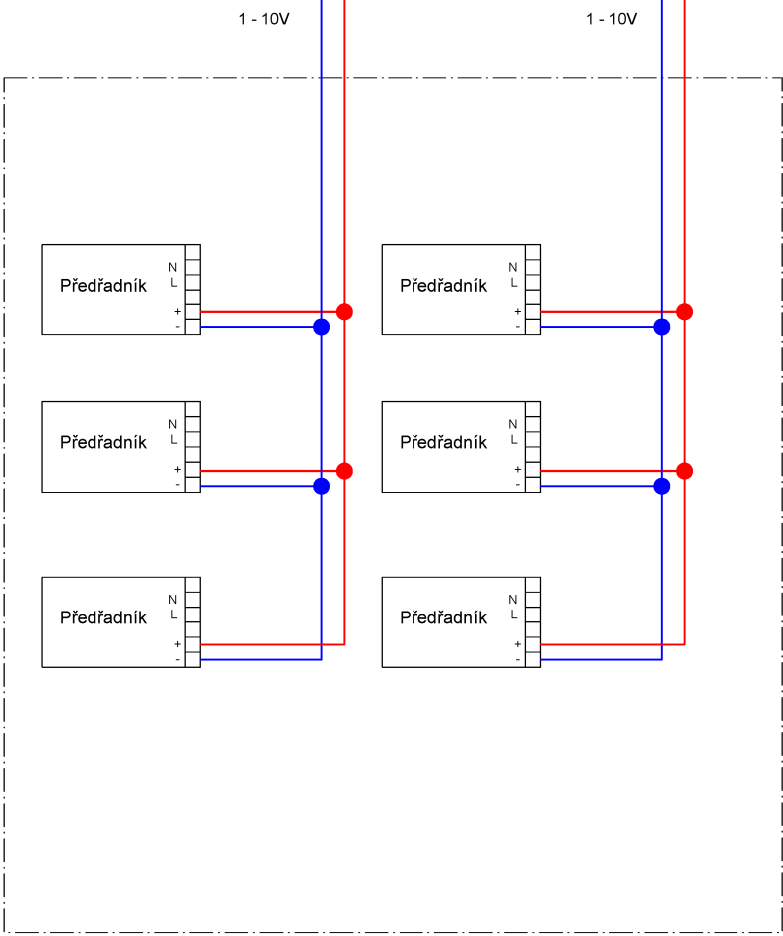 1 - 10V 1 - 10V
N N
Předřadník L Předřadník L
+ +
- -
N N
Předřadník L Předřadník L
+ +
- -
N N
Předřadník L Předřadník L
+ +
- -